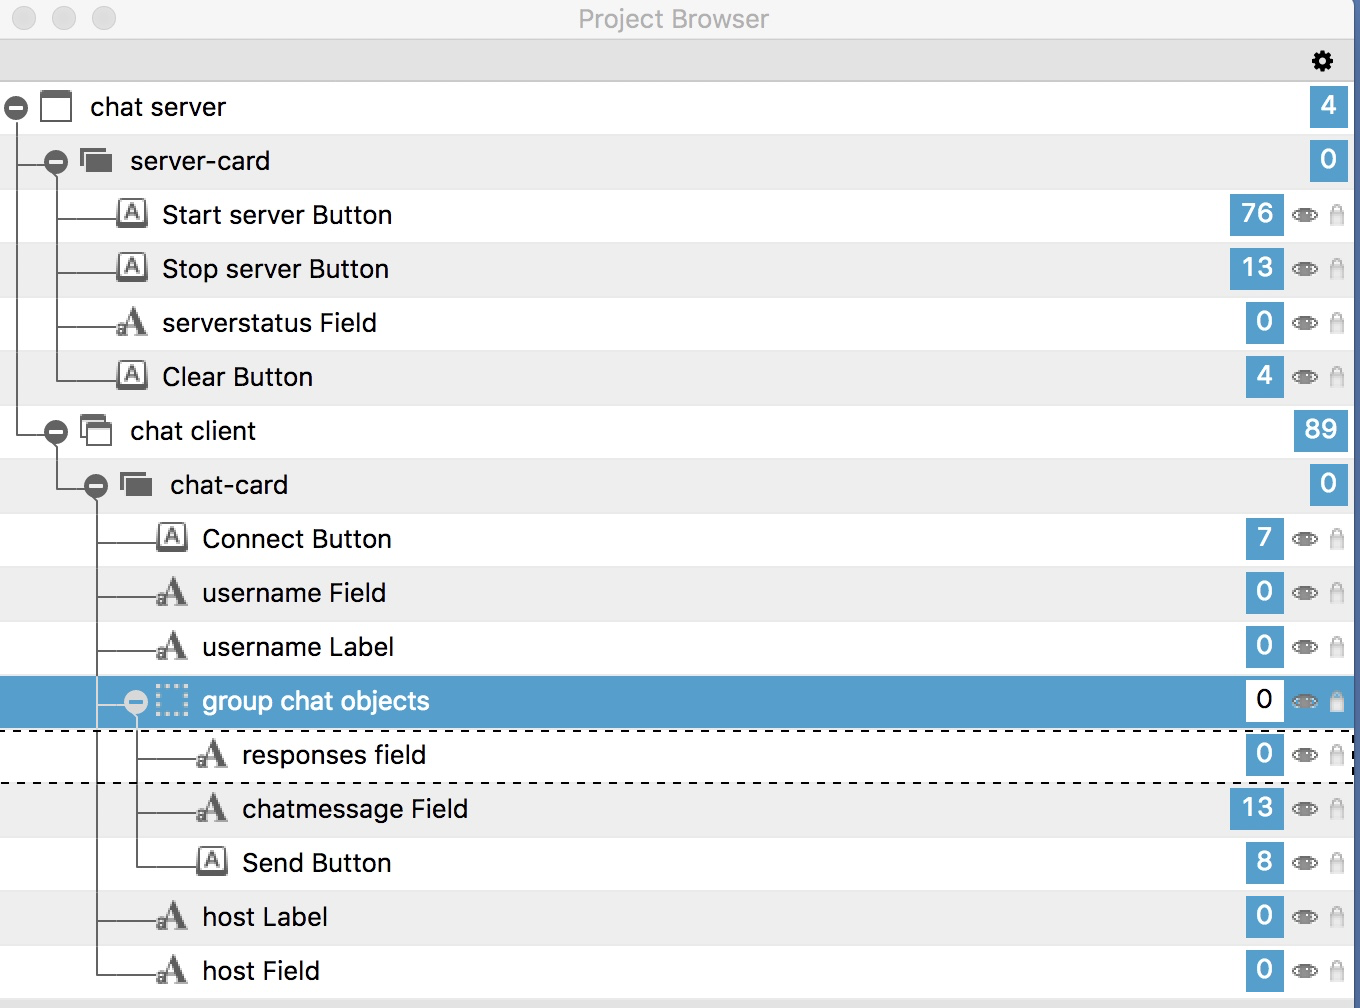 Project Browser
chat server 4
server-card 0
Start server Button 76
Stop server Button 13
serverstatus Field 0
Clear Button 4
chat client 89
chat-card 0
Connect Button 7
username Field 0
username Label 0
group chat objects 0
responses field 0
chatmessage Field 13
Send Button 8
host Label 0
host Field 0